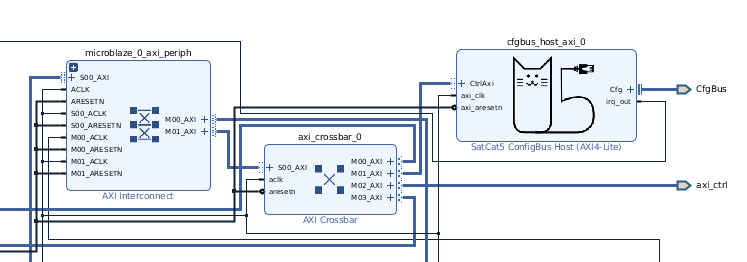 microblaze_0_axi_periph
S00_AXI
ACLK
ARESETN
S00_ACLK
S00_ARESETN
M00_ACLK
M00_ARESETN
M01_ACLK
M01_ARESETN
M00_AXI
M01_AXI
AXI Interconnect
axi_crossbar_0
S00_AXI
aclk
aresetn
M00_AXI
M01_AXI
M02_AXI
M03_AXI
AXI Crossbar
cfgbus_host_axi_0
CtrlAxi
axi_clk
axi_aresetn
Cfg
irq_out
SatCat5 ConfigBus Host (AXI4-Lite)
CfgBus
axi_ctrl